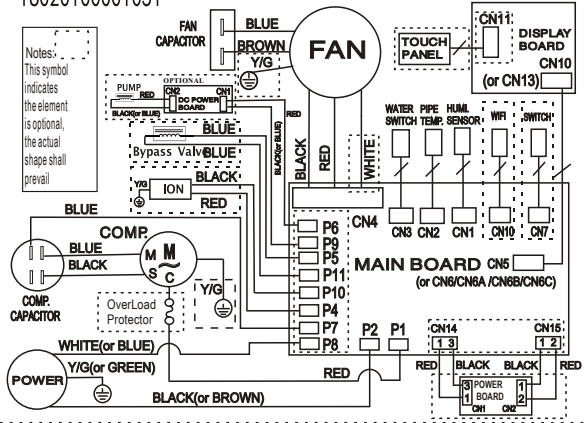 FAN
CAPACITOR
BLUE
BROWN
Y/G
FAN
TOUCH
PANEL
CN11
DISPLAY
BOARD
CN10
(or CN13)
Notes:
This symbol
indicates
the element
is optional,
the actual
shape shall
prevail
PUMP
RED
BLACK(or BLUE)
OPTIONAL
CN2
CN1
DC POWER
BOARD
RED
BLACK(or BLUE)
BLUE
Bypass Valve
BLUE
Y/G
ION
BLACK
RED
BLACK
RED
WHITE
WATER
SWITCH
PIPE
TEMP.
HUMI.
SENSOR
WIFI
SWITCH
CN4
CN3
CN2
CN1
CN10
CN7
MAIN BOARD
CN5
(or CN6/CN6A /CN6B/CN6C)
P6
P9
P5
P11
P10
P4
P7
P8
P2
P1
BLUE
COMP.
BLUE
BLACK
M
S
C
M
~
COMP.
CAPACITOR
OverLoad
Protector
Y/G
WHITE(or BLUE)
Y/G(or GREEN)
POWER
BLACK(or BROWN)
RED
CN14
1 3
CN15
1 2
RED
BLACK
BLACK
RED
3
1
POWER
BOARD
CN1
CN2
1
2